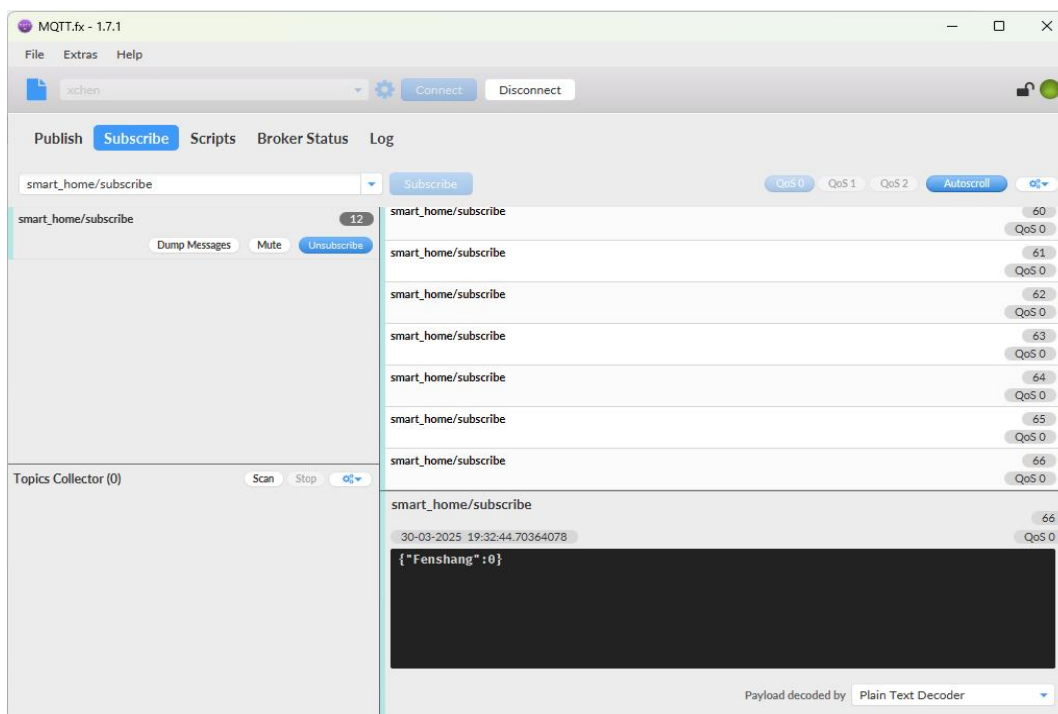 MQTT.fx - 1.7.1
File Extras Help
xchen Connect Disconnect
Publish Subscribe Scripts Broker Status Log
smart_home/subscribe Subscribe QoS 0 QoS 1 QoS 2 Autoscroll
smart_home/subscribe 12
Dump Messages Mute Unsubscribe
smart_home/subscribe 60
QoS 0
smart_home/subscribe 61
QoS 0
smart_home/subscribe 62
QoS 0
smart_home/subscribe 63
QoS 0
smart_home/subscribe 64
QoS 0
smart_home/subscribe 65
QoS 0
smart_home/subscribe 66
QoS 0
Topics Collector (0) Scan Stop
smart_home/subscribe
66
30-03-2025 19:32:44.70364078 QoS 0
{"Fenshang":0}
Payload decoded by Plain Text Decoder